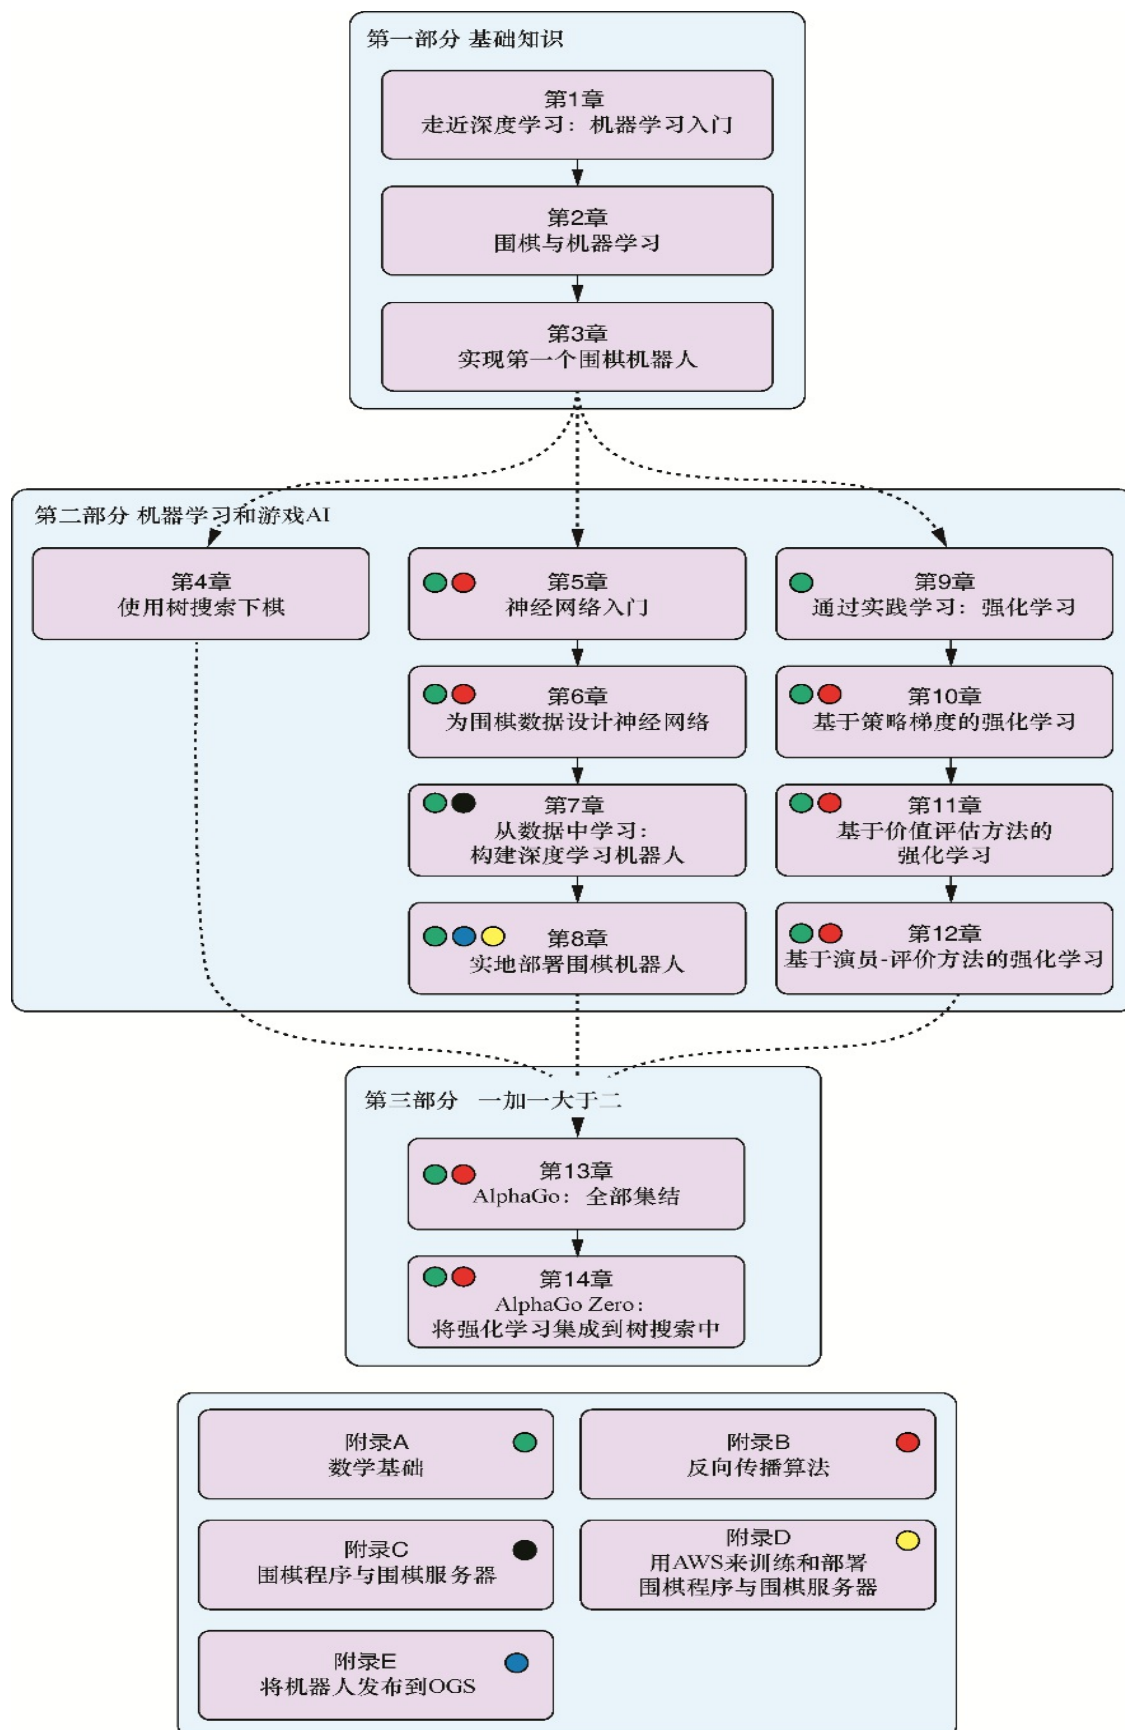 第一部分 基础知识
第1章
走近深度学习：机器学习入门
第2章
围棋与机器学习
第3章
实现第一个围棋机器人
第二部分 机器学习和游戏AI
第4章
使用树搜索下棋
第5章
神经网络入门
第6章
为围棋数据设计神经网络
第7章
从数据中学习：
构建深度学习机器人
第8章
实地部署围棋机器人
第9章
通过实践学习：强化学习
第10章
基于策略梯度的强化学习
第11章
基于价值评估方法的
强化学习
第12章
基于演员-评价方法的强化学习
第三部分 一加一大于二
第13章
AlphaGo：全部集结
第14章
AlphaGo Zero：
将强化学习集成到树搜索中
附录A
数学基础
附录B
反向传播算法
附录C
围棋程序与围棋服务器
附录D
用AWS来训练和部署
围棋程序与围棋服务器
附录E
将机器人发布到OGS